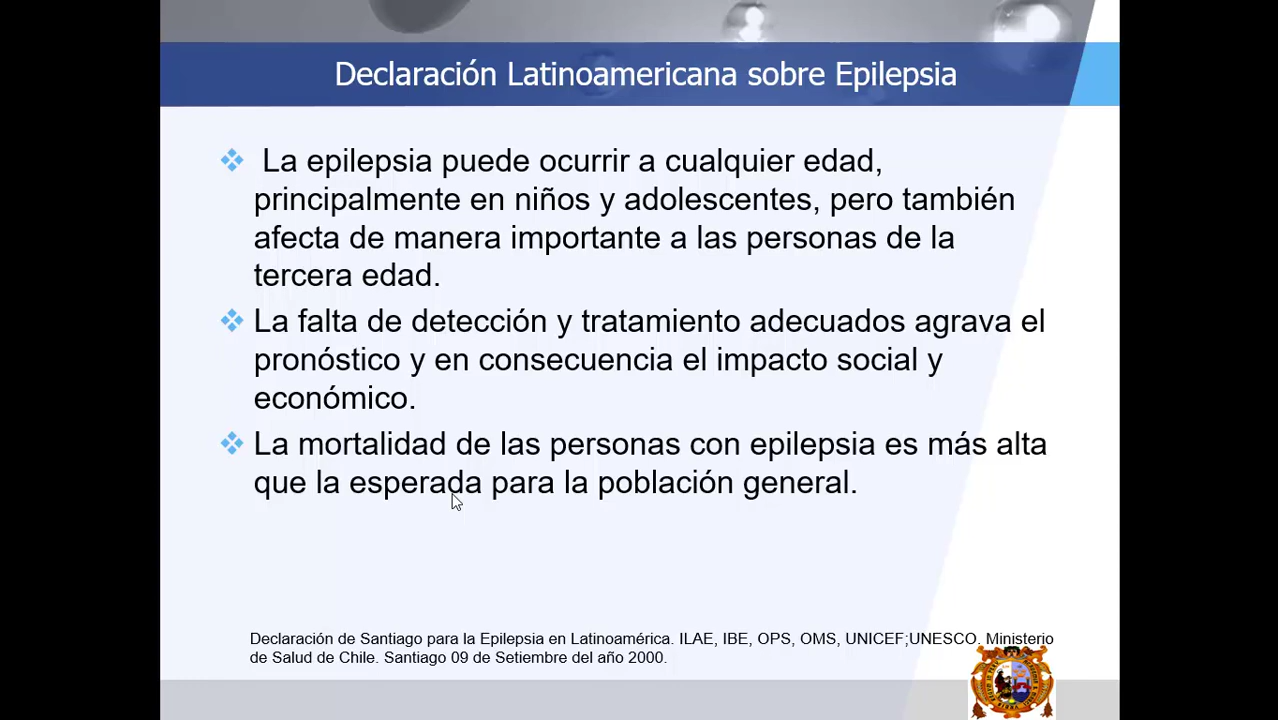 Declaración Latinoamericana sobre Epilepsia
La epilepsia puede ocurrir a cualquier edad,
principalmente en niños y adolescentes, pero también
afecta de manera importante a las personas de la
tercera edad.
La falta de detección y tratamiento adecuados agrava el
pronóstico y en consecuencia el impacto social y
económico.
La mortalidad de las personas con epilepsia es más alta
que la esperada para la población general.
Declaración de Santiago para la Epilepsia en Latinoamérica. ILAE, IBE, OPS, OMS, UNICEF;UNESCO. Ministerio
de Salud de Chile. Santiago 09 de Setiembre del año 2000.